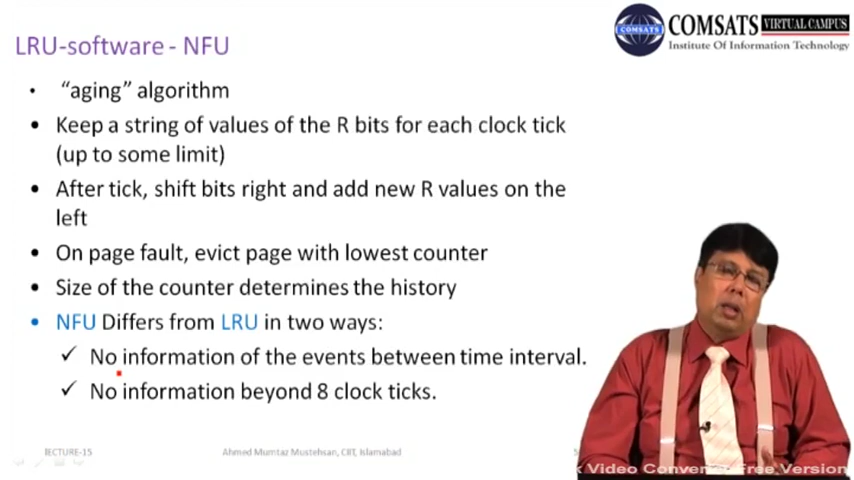 LRU-software - NFU
COMSATS VIRTUAL CAMPUS
COMSATS
Institute Of Information Technology
• "aging" algorithm
• Keep a string of values of the R bits for each clock tick
(up to some limit)
• After tick, shift bits right and add new R values on the
left
• On page fault, evict page with lowest counter
• Size of the counter determines the history
• NFU Differs from LRU in two ways:
✓ No information of the events between time interval.
✓ No information beyond 8 clock ticks.
LECTURE-15
Ahmed Mumtaz Mustehsan, CIIT, Islamabad
5
k Video Converter Free Version